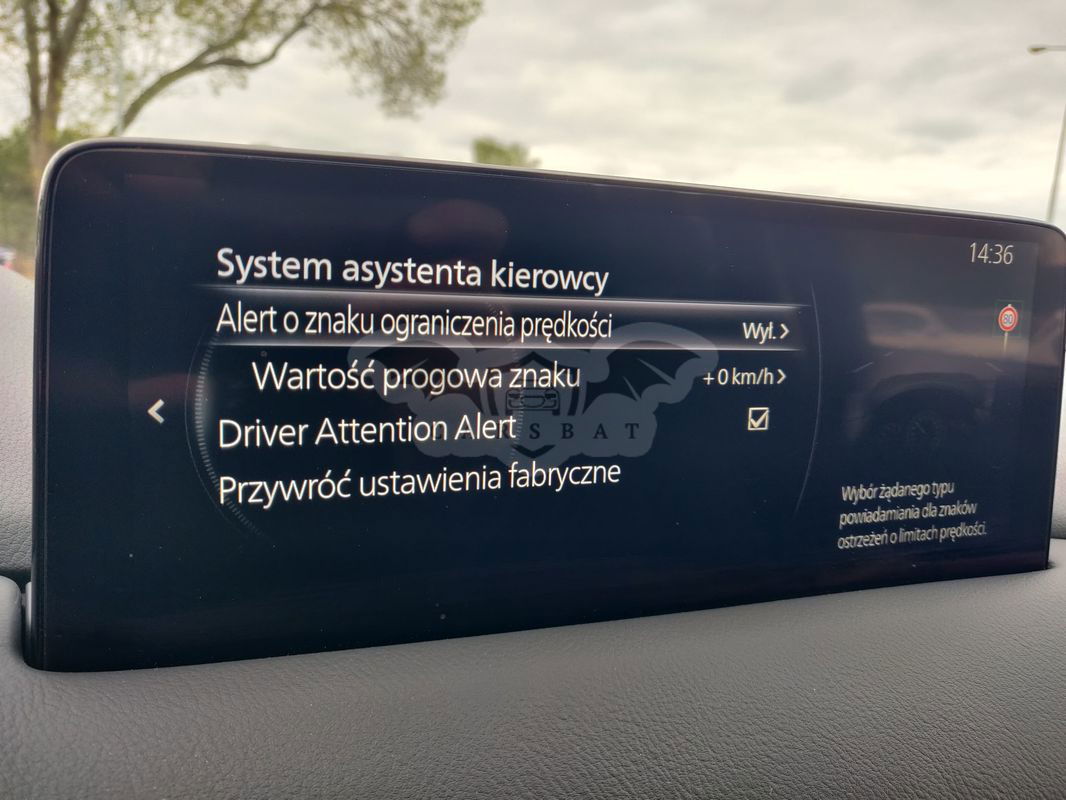 14:36
System asystenta kierowcy
Alert o znaku ograniczenia prędkości Wył. >
80
Wartość progowa znaku +0 km/h >
<
Driver Attention Alert
Przywróć ustawienia fabryczne
Wybór żądanego typu
powiadamiania dla znaków
ostrzeżeń o limitach prędkości.